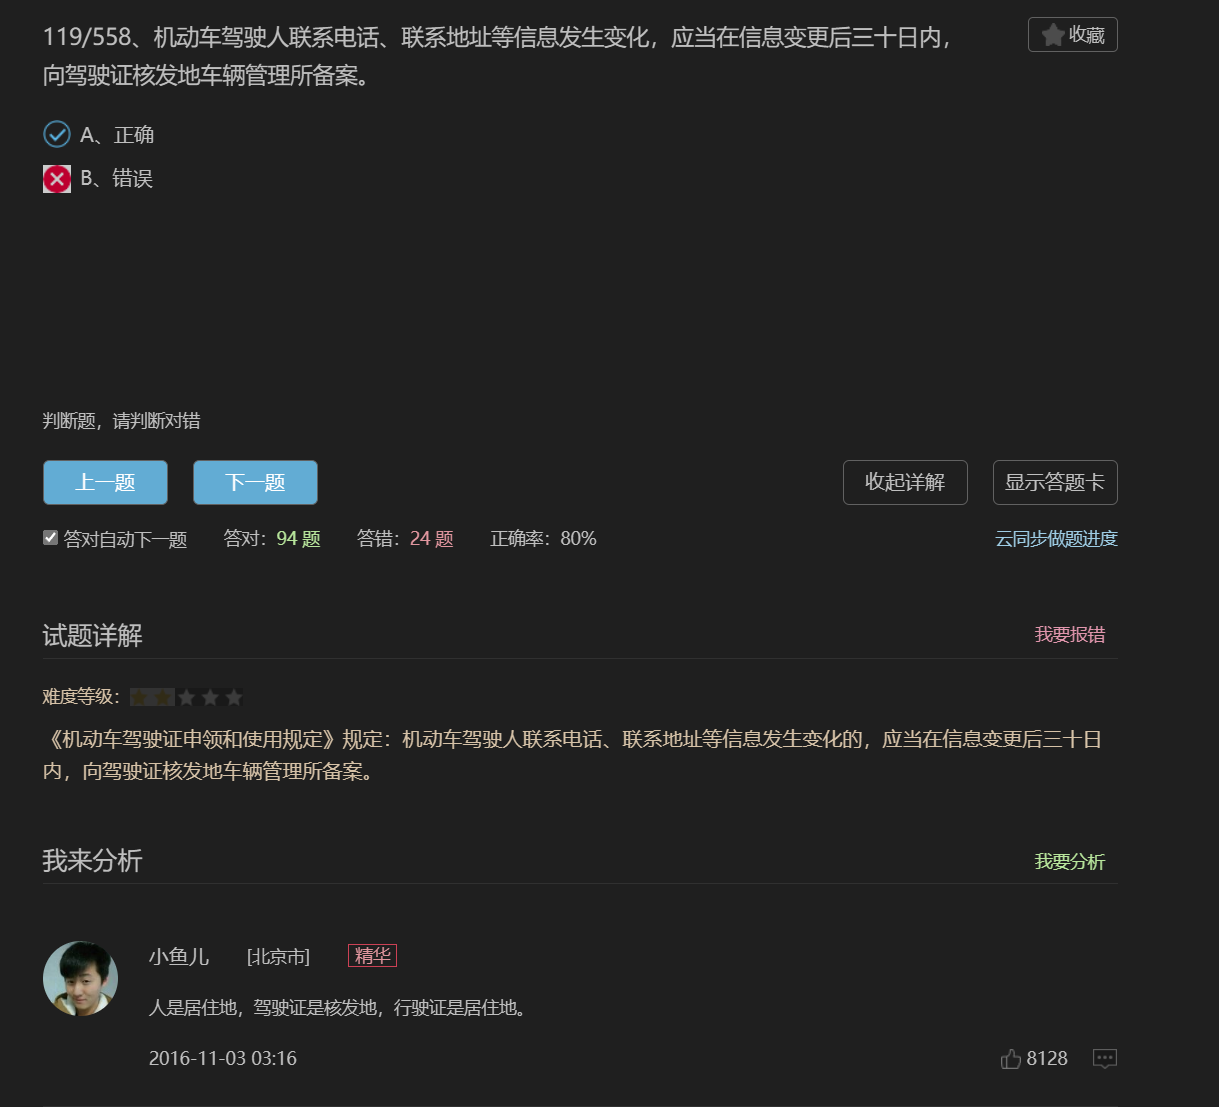 119/558、机动车驾驶人联系电话、联系地址等信息发生变化，应当在信息变更后三十日内，
向驾驶证核发地车辆管理所备案。
收藏
A、正确
B、错误
判断题，请判断对错
上一题
下一题
收起详解
显示答题卡
答对自动下一题 答对：94 题 答错：24 题 正确率：80%
云同步做题进度
试题详解
我要报错
难度等级：
《机动车驾驶证申领和使用规定》规定：机动车驾驶人联系电话、联系地址等信息发生变化的，应当在信息变更后三十日
内，向驾驶证核发地车辆管理所备案。
我来分析
我要分析
小鱼儿 [北京市] 精华
人是居住地，驾驶证是核发地，行驶证是居住地。
2016-11-03 03:16
8128